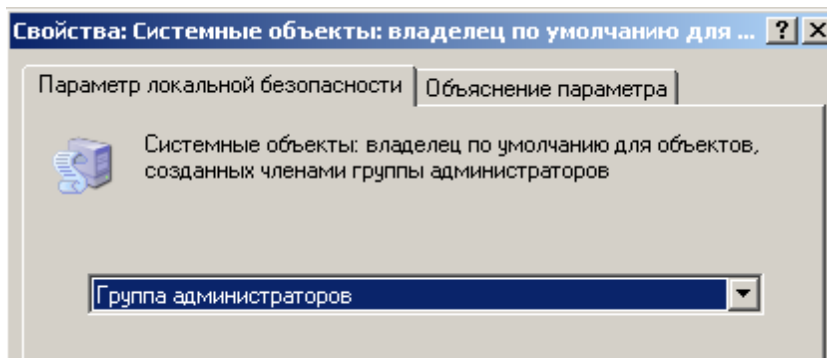 Свойства: Системные объекты: владелец по умолчанию для ...
Параметр локальной безопасности
Объяснение параметра
Системные объекты: владелец по умолчанию для объектов,
созданных членами группы администраторов
Группа администраторов